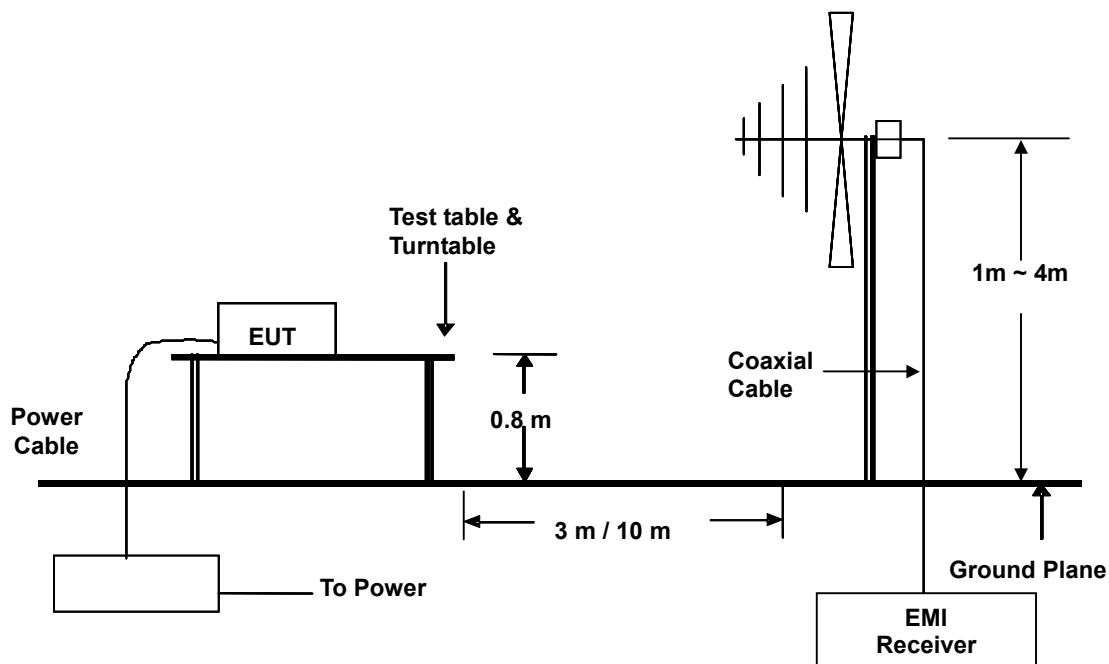 Test table &
Turntable
EUT
1m ~ 4m
Coaxial
Cable
0.8 m
Power
Cable
3 m / 10 m
Ground Plane
To Power
EMI
Receiver